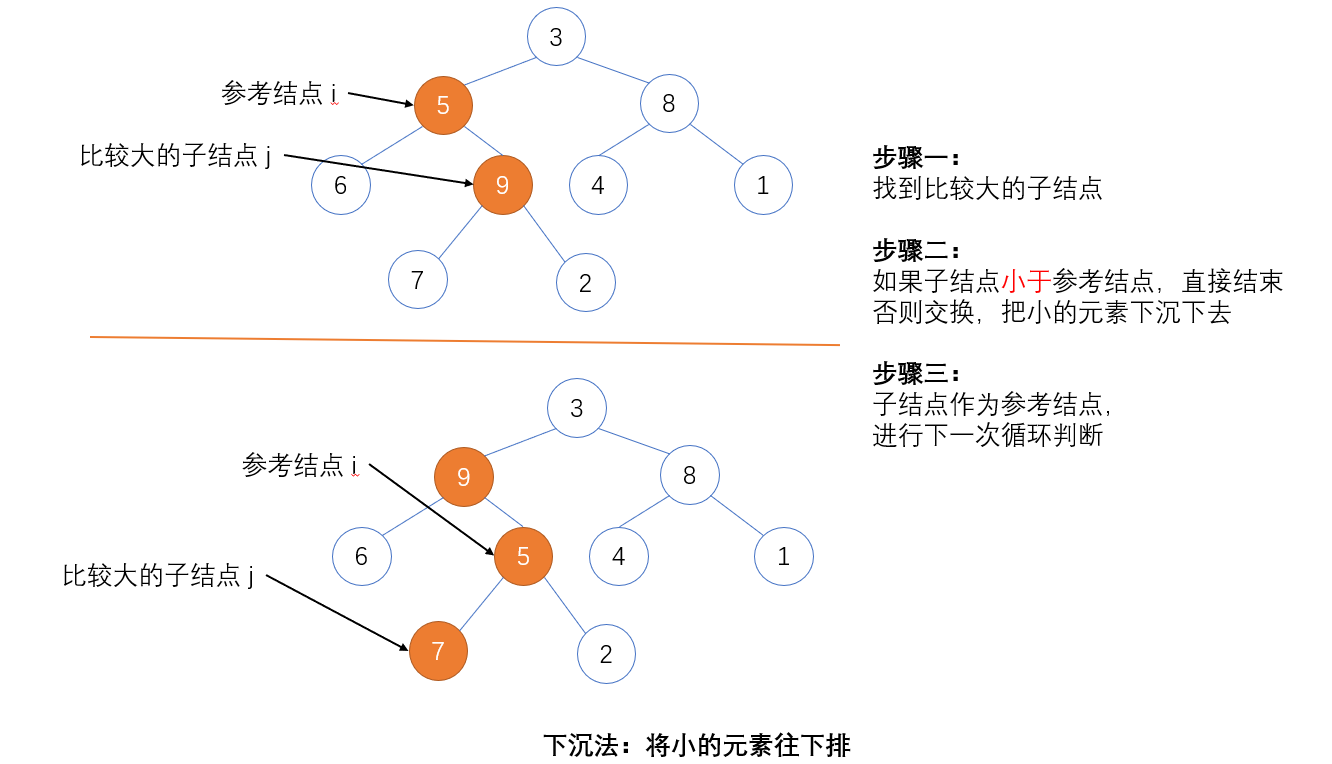 3
参考结点 i
5
8
比较大的子结点 j
6
9
4
1
7
2
步骤一：
找到比较大的子结点
步骤二：
如果子结点小于参考结点，直接结束
否则交换，把小的元素下沉下去
步骤三：
子结点作为参考结点，
进行下一次循环判断
3
参考结点 i
9
8
6
5
4
1
比较大的子结点 j
7
2
下沉法：将小的元素往下排